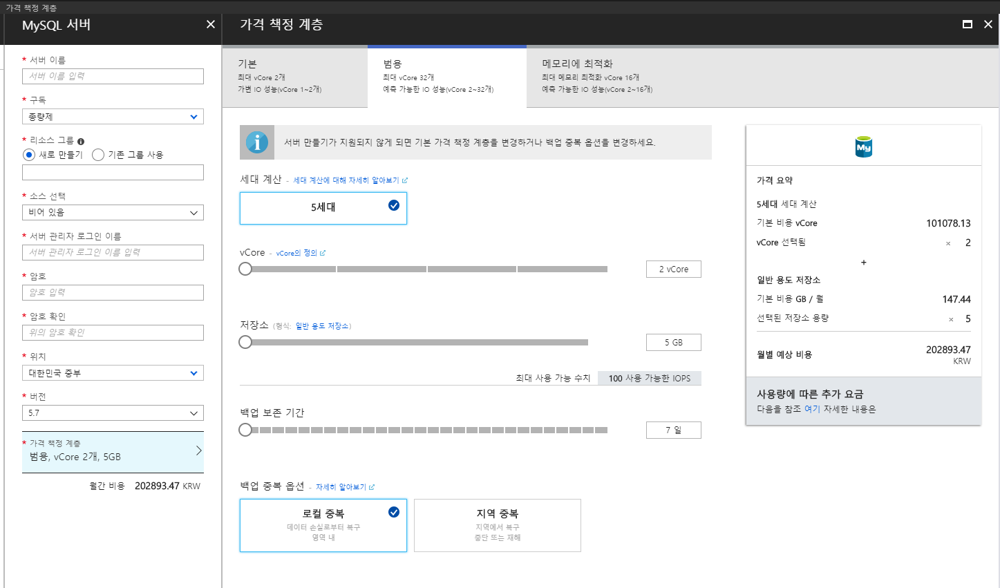 가격 책정 계층
MySQL 서버
* 서버 이름
서버 이름 입력
* 구독
종량제
* 리소스 그룹
새로 만들기 기존 그룹 사용
* 소스 선택
비어 있음
* 서버 관리자 로그인 이름
서버 관리자 로그인 이름 입력
* 암호
암호 입력
* 암호 확인
위의 암호 확인
* 위치
대한민국 중부
* 버전
5.7
* 가격 책정 계층
범용, vCore 2개, 5GB
월간 비용 202893.47 KRW
가격 책정 계층
기본
최대 vCore 2개
가변 IO 성능(vCore 1~2개)
범용
최대 vCore 32개
예측 가능한 IO 성능(vCore 2~32개)
메모리에 최적화
최대 메모리 최적화 vCore 16개
예측 가능한 IO 성능(vCore 2~16개)
서버 만들기가 지원되지 않게 되면 기본 가격 책정 계층을 변경하거나 백업 중복 옵션을 변경하세요.
세대 계산 - 세대 계산에 대해 자세히 알아보기
5세대
vCore - vCore의 정의
2 vCore
저장소 (형식: 일반 용도 저장소)
5 GB
최대 사용 가능 수치 100 사용 가능한 IOPS
백업 보존 기간
7 일
백업 중복 옵션 - 자세히 알아보기
로컬 중복
데이터 손실로부터 복구
영역 내
지역 중복
지역에서 복구
중단 또는 재해
My
가격 요약
5세대 세대 계산
기본 비용 vCore 101078.13
vCore 선택됨 × 2
+
일반 용도 저장소
기본 비용 GB / 월 147.44
선택된 저장소 용량 × 5
월별 예상 비용 202893.47
KRW
사용량에 따른 추가 요금
다음을 참조 여기 자세한 내용은